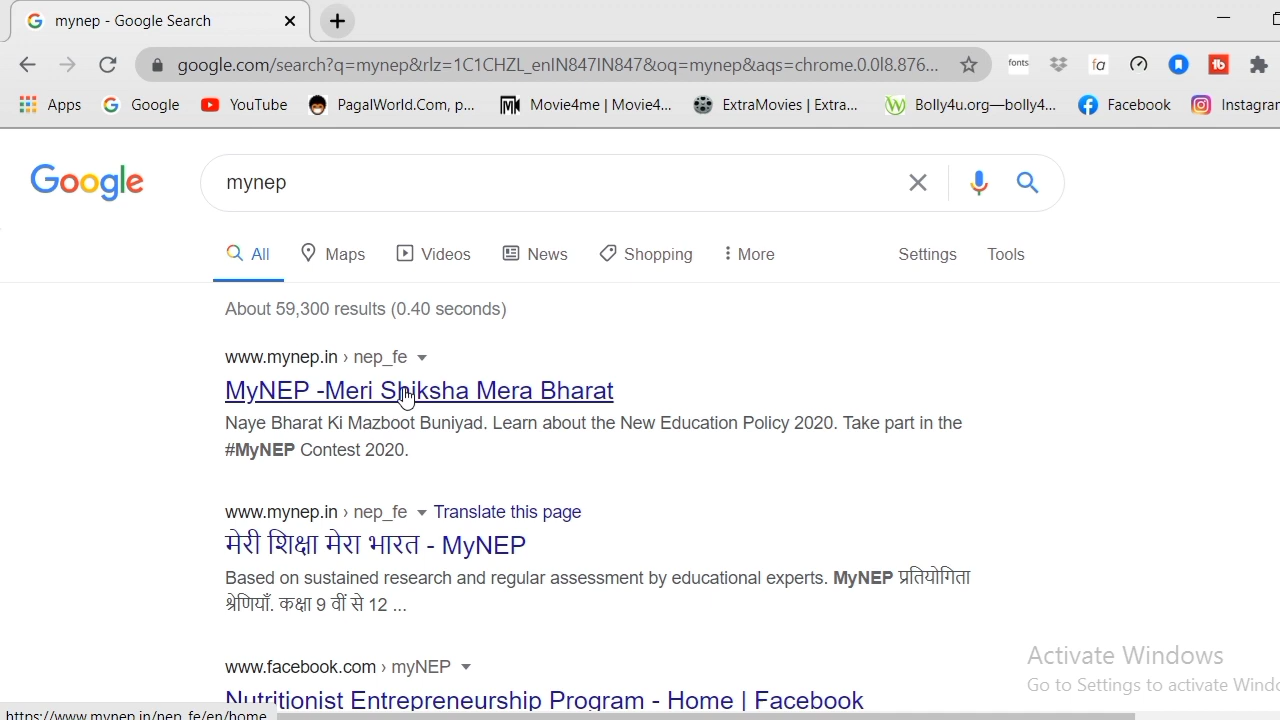 mynep - Google Search
google.com/search?q=mynep&rlz=1C1CHZL_enIN847IN847&oq=mynep&aqs=chrome.0.0l8.876...
fonts
fa
Apps Google YouTube PagalWorld.Com, p... Movie4me | Movie4... ExtraMovies | Extra... Bolly4u.org—bolly4... Facebook Instagrar
Google mynep
All Maps Videos News Shopping More Settings Tools
About 59,300 results (0.40 seconds)
www.mynep.in › nep_fe
MyNEP -Meri Shiksha Mera Bharat
Naye Bharat Ki Mazboot Buniyad. Learn about the New Education Policy 2020. Take part in the
#MyNEP Contest 2020.
www.mynep.in › nep_fe Translate this page
मेरी शिक्षा मेरा भारत - MyNEP
Based on sustained research and regular assessment by educational experts. MyNEP प्रतियोगिता
श्रेणियाँ. कक्षा 9 वीं से 12 ...
www.facebook.com › myNEP
Nutritionist Entrepreneurship Program - Home | Facebook
Activate Windows
Go to Settings to activate Windo
https://www.mynep.in/nep_fe/en/home